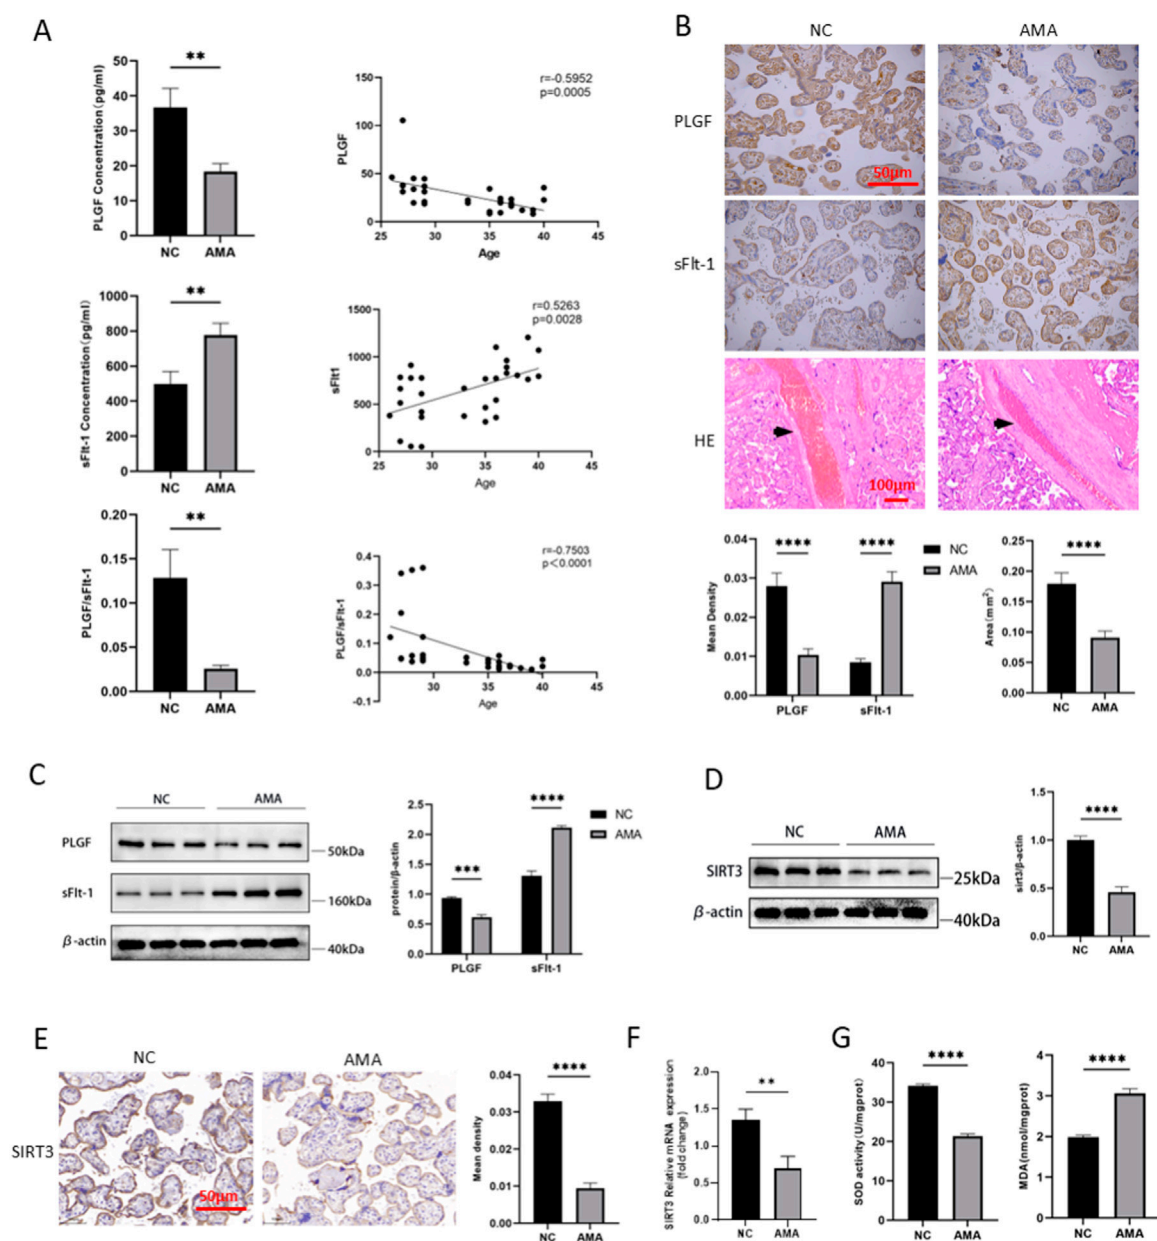 A
PLGF Concentration(pg/ml)
50
40
30
20
10
0
**
NC
AMA
PLGF
150
100
50
0
r=-0.5952
p=0.0005
25
30
35
40
45
Age
sFlt-1 Concentration(pg/ml)
1000
800
600
400
200
0
**
NC
AMA
sFlt1
1500
1000
500
0
r=0.5263
p=0.0028
25
30
35
40
45
Age
PLGF/sFlt-1
0.20
0.15
0.10
0.05
0.00
**
NC
AMA
PLGF/sFlt-1
0.4
0.3
0.2
0.1
0.0
-0.1
r=-0.7503
p<0.0001
25
30
35
40
45
Age
B
NC
AMA
PLGF
50μm
sFlt-1
HE
100μm
Mean Density
0.04
0.03
0.02
0.01
0.00
****
****
PLGF
sFlt-1
NC
AMA
Area(mm²)
0.25
0.20
0.15
0.10
0.05
0.00
****
NC
AMA
C
NC
AMA
PLGF
50kDa
sFlt-1
160kDa
β-actin
40kDa
protein/β-actin
2.5
2.0
1.5
1.0
0.5
0.0
***
****
PLGF
sFlt-1
NC
AMA
D
NC
AMA
SIRT3
25kDa
β-actin
40kDa
sirt3/β-actin
1.5
1.0
0.5
0.0
****
NC
AMA
E
NC
AMA
SIRT3
50μm
Mean density
0.04
0.03
0.02
0.01
0.00
****
NC
AMA
F
SIRT3 Relative mRNA expression
(fold change)
2.0
1.5
1.0
0.5
0.0
**
NC
AMA
G
SOD activity(U/mgprot)
40
30
20
10
0
****
NC
AMA
MDA(nmol/mgprot)
4
3
2
1
0
****
NC
AMA